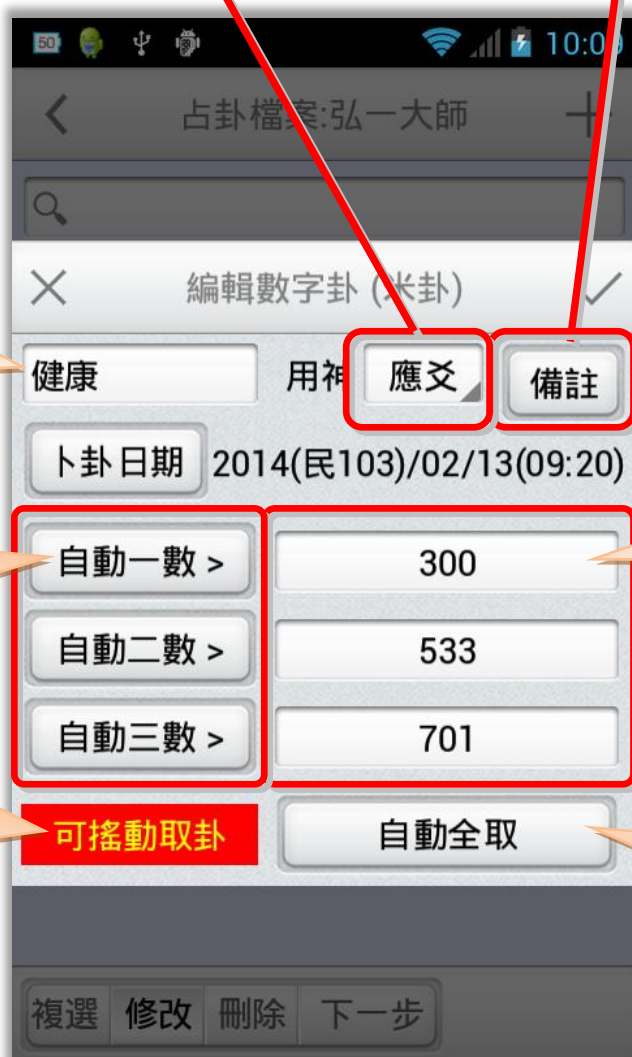 50 10:09
占卦檔案:弘一大師
編輯數字卦 (米卦)
健康 用神 應爻 備註
卜卦日期 2014(民103)/02/13(09:20)
自動一數 > 300
自動二數 > 533
自動三數 > 701
可搖動取卦 自動全取
複選 修改 刪除 下一步